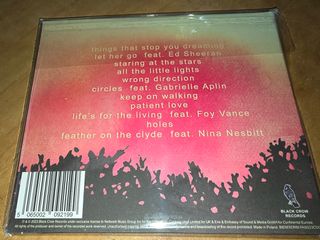 things that stop you dreaming
let her go feat. Ed Sheeran
staring at the stars
all the little lights
wrong direction
circles feat. Gabrielle Aplin
keep on walking
patient love
life's for the living feat. Foy Vance
holes
feather on the clyde feat. Nina Nesbitt
BLACK CROW
RECORDS
5 065002 092199